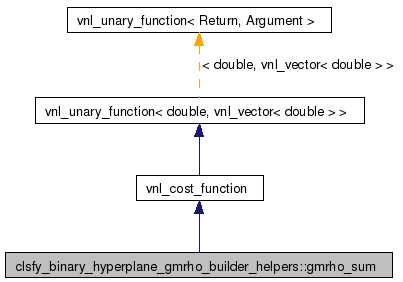 vnl_unary_function< Return, Argument >
< double, vnl_vector< double > >
vnl_unary_function< double, vnl_vector< double > >
vnl_cost_function
clsfy_binary_hyperplane_gmrho_builder_helpers::gmrho_sum